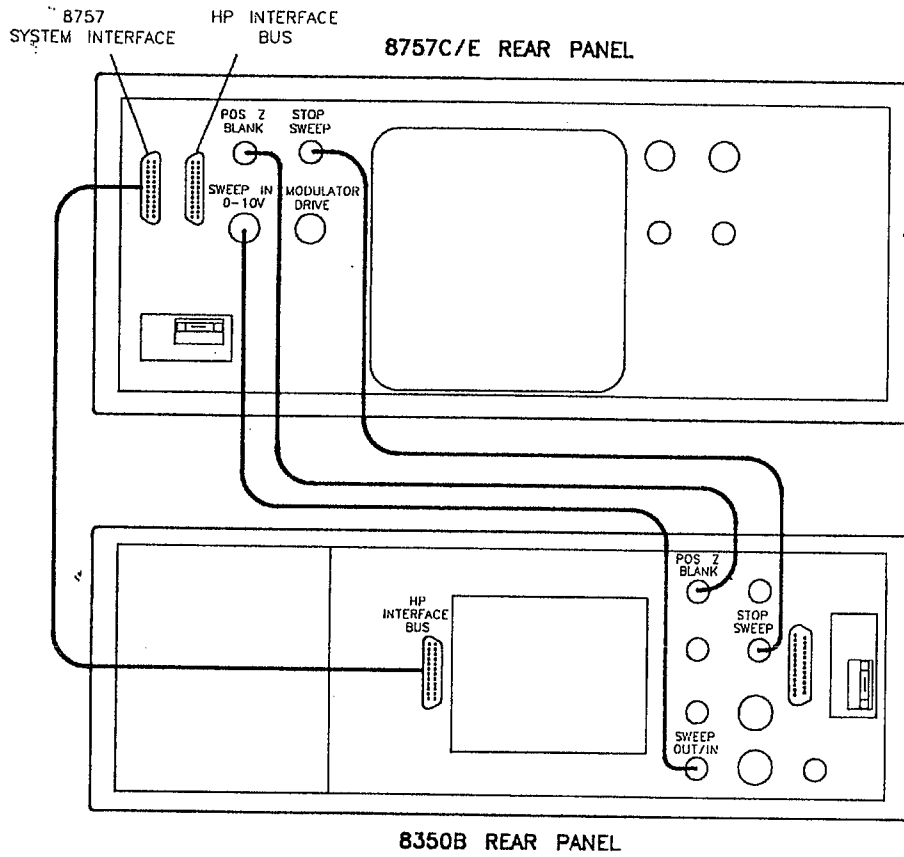 8757
SYSTEM INTERFACE
HP INTERFACE
BUS
8757C/E REAR PANEL
POS Z
BLANK
STOP
SWEEP
SWEEP IN
0-10V
MODULATOR
DRIVE
POS Z
BLANK
HP
INTERFACE
BUS
STOP
SWEEP
SWEEP
OUT/IN
8350B REAR PANEL